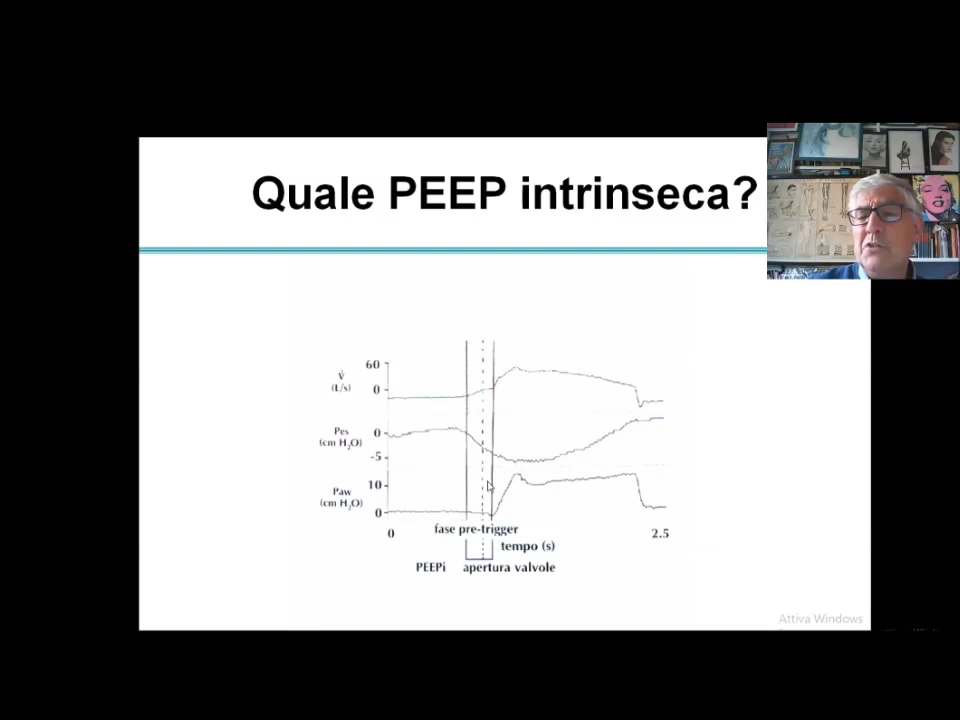 Quale PEEP intrinseca?
60
V̇
(L/s)
0
Pes
(cm H₂O)
0
-5
Paw
(cm H₂O)
10
0
fase pre-trigger
0
2.5
tempo (s)
PEEPi
apertura valvole
Attiva Windows